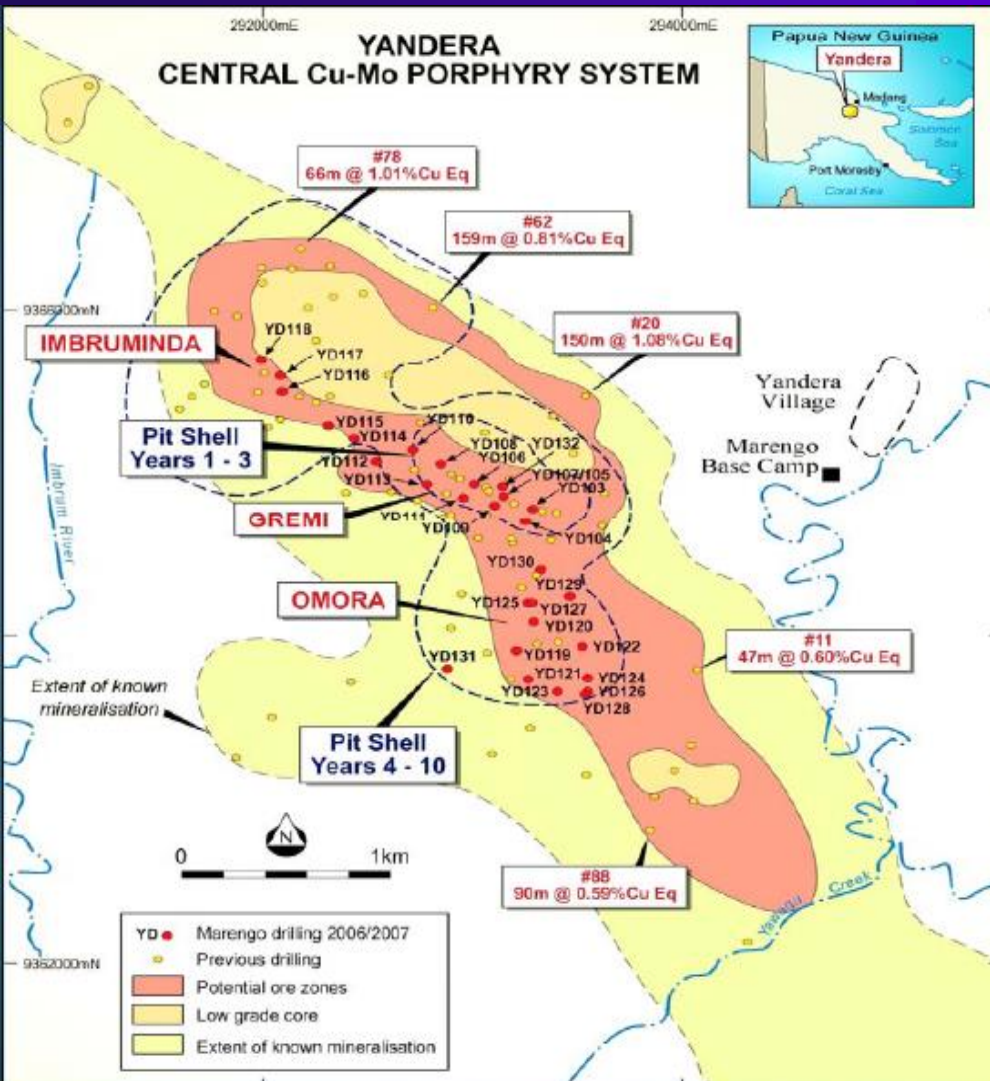 292000mE
294000mE
YANDERA
CENTRAL Cu-Mo PORPHYRY SYSTEM
Papua New Guinea
Yandera
Madang
Solomon
Sea
Port Moresby
Coral Sea
#78
66m @ 1.01%Cu Eq
#62
159m @ 0.81%Cu Eq
9366000mN
#20
150m @ 1.08%Cu Eq
IMBRUMINDA
YD118
YD117
YD116
Yandera
Village
Marengo
Base Camp
Pit Shell
Years 1 - 3
YD115
YD114
YD112
YD113
YD111
YD110
YD108
YD106
YD132
YD107/105
YD103
YD109
YD104
Imbrum River
GREMI
OMORA
YD130
YD129
YD125
YD127
YD120
YD119
YD122
YD131
YD121
YD124
YD123
YD126
YD128
#11
47m @ 0.60%Cu Eq
Extent of known
mineralisation
Pit Shell
Years 4 - 10
N
0
1km
#88
90m @ 0.59%Cu Eq
Creek
9362000mN
YD
Marengo drilling 2006/2007
Previous drilling
Potential ore zones
Low grade core
Extent of known mineralisation